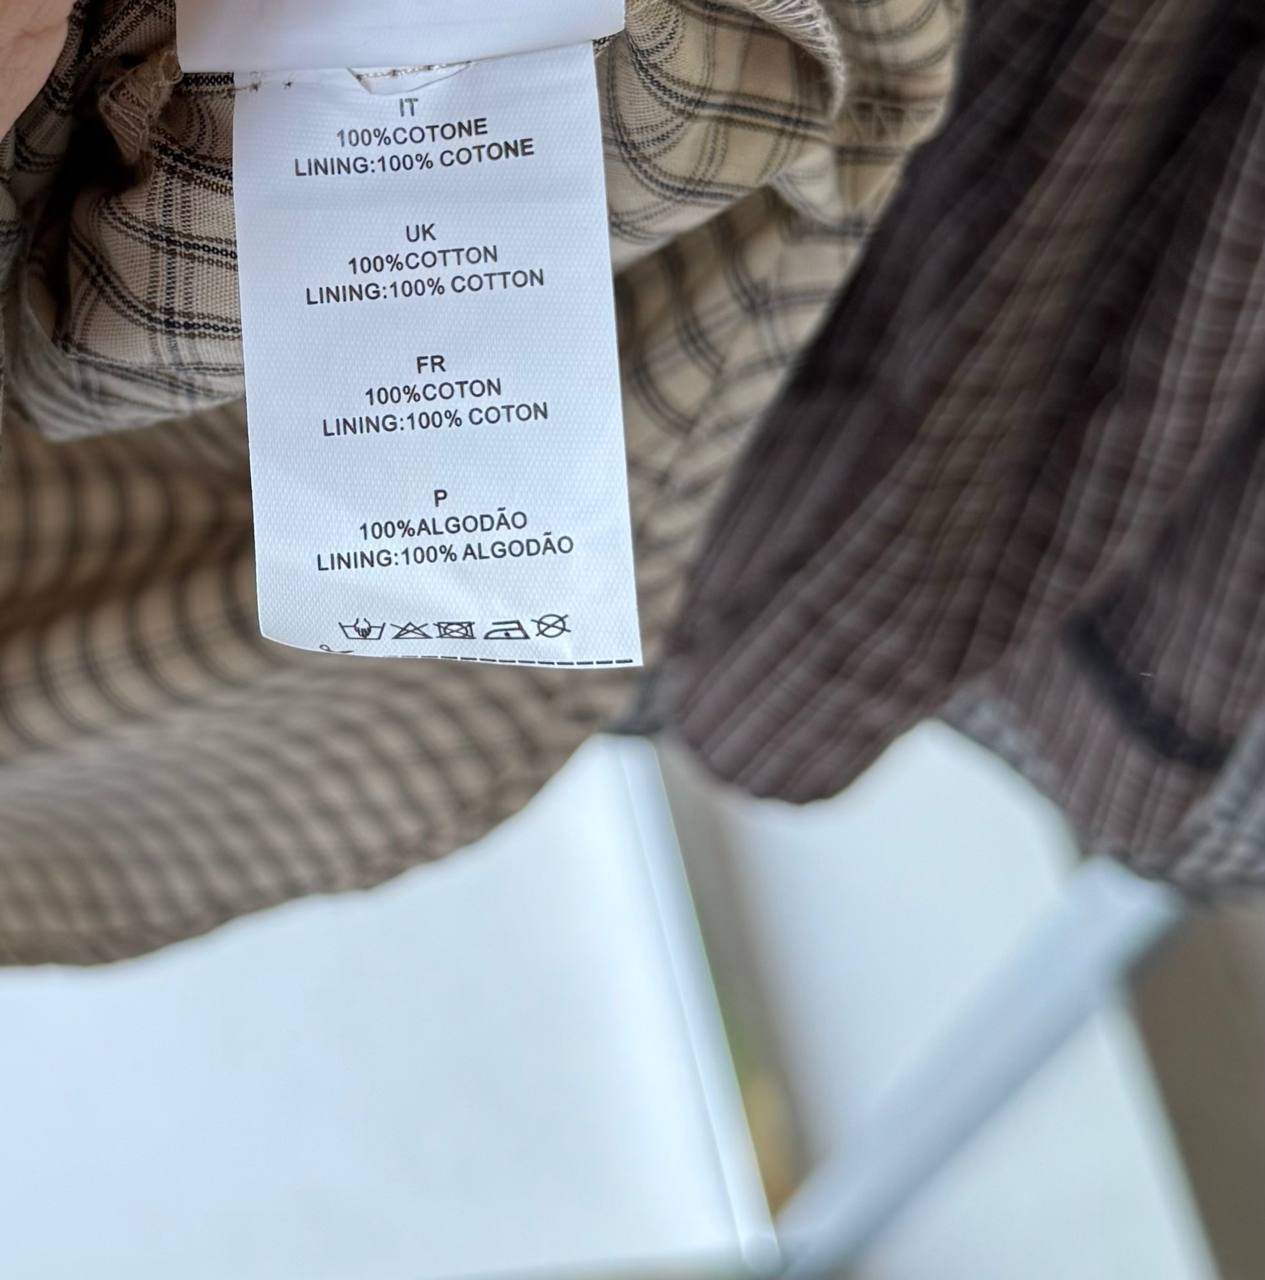 IT
100%COTONE
LINING:100% COTONE
UK
100%COTTON
LINING:100% COTTON
FR
100%COTON
LINING:100% COTON
P
100%ALGODÃO
LINING:100% ALGODÃO